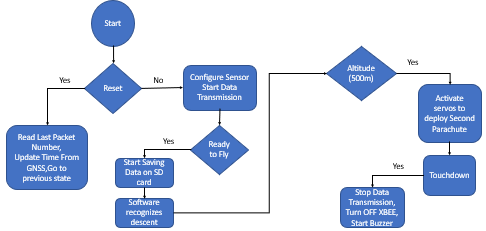 Start
Reset
Yes
No
Read Last Packet
Number,
Update Time From
GNSS,Go to
previous state
Configure Sensor
Start Data
Transmission
Ready
to Fly
Yes
Start Saving
Data on SD
card
Software
recognizes
descent
Altitude
(500m)
Yes
Activate
servos to
deploy Second
Parachute
Touchdown
Yes
Stop Data
Transmission,
Turn OFF XBEE,
Start Buzzer